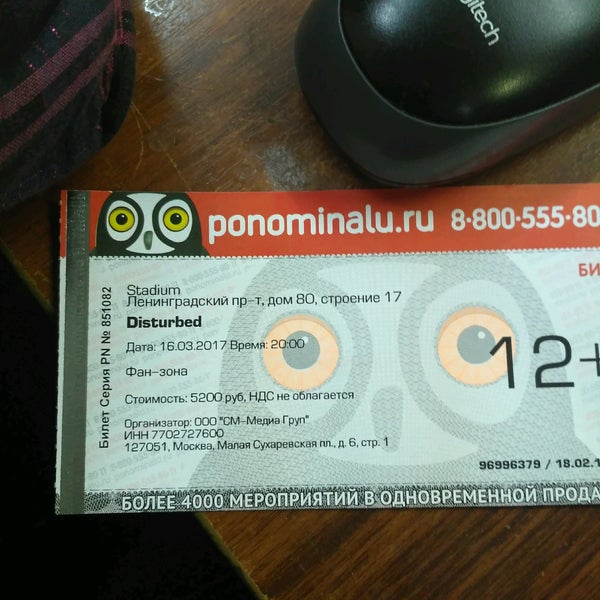 logitech
ponominalu.ru 8-800-555-80
Билет Серия PN № 851082
Stadium
Ленинградский пр-т, дом 80, строение 17
Disturbed
Дата: 16.03.2017 Время: 20:00
Фан-зона
Стоимость: 5200 руб, НДС не облагается
Организатор: ООО "СМ-Медиа Груп"
ИНН 7702727600
127051, Москва, Малая Сухаревская пл., д. 6, стр. 1
12+
96996379 / 18.02.1
БОЛЕЕ 4000 МЕРОПРИЯТИЙ В ОДНОВРЕМЕННОЙ ПРОДА